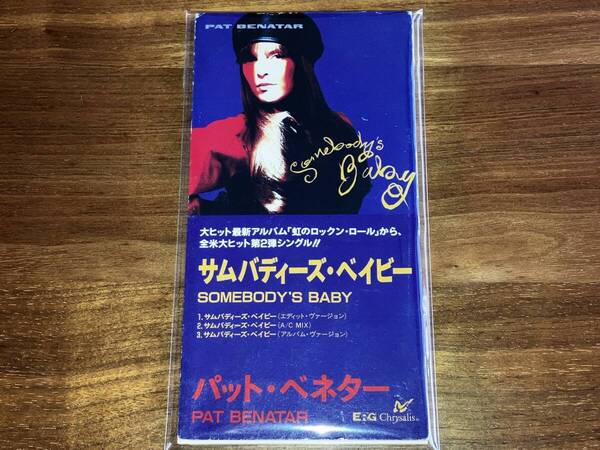 PAT BENATAR
Somebody's
Baby
大ヒット最新アルバム「虹のロックン・ロール」から、
全米大ヒット第2弾シングル!!
サムバディーズ・ベイビー
SOMEBODY'S BABY
1. サムバディーズ・ベイビー(エディット・ヴァージョン)
2. サムバディーズ・ベイビー(A/C MIX)
3. サムバディーズ・ベイビー(アルバム・ヴァージョン)
パット・ベネター
PAT BENATAR
ERG Chrysalis